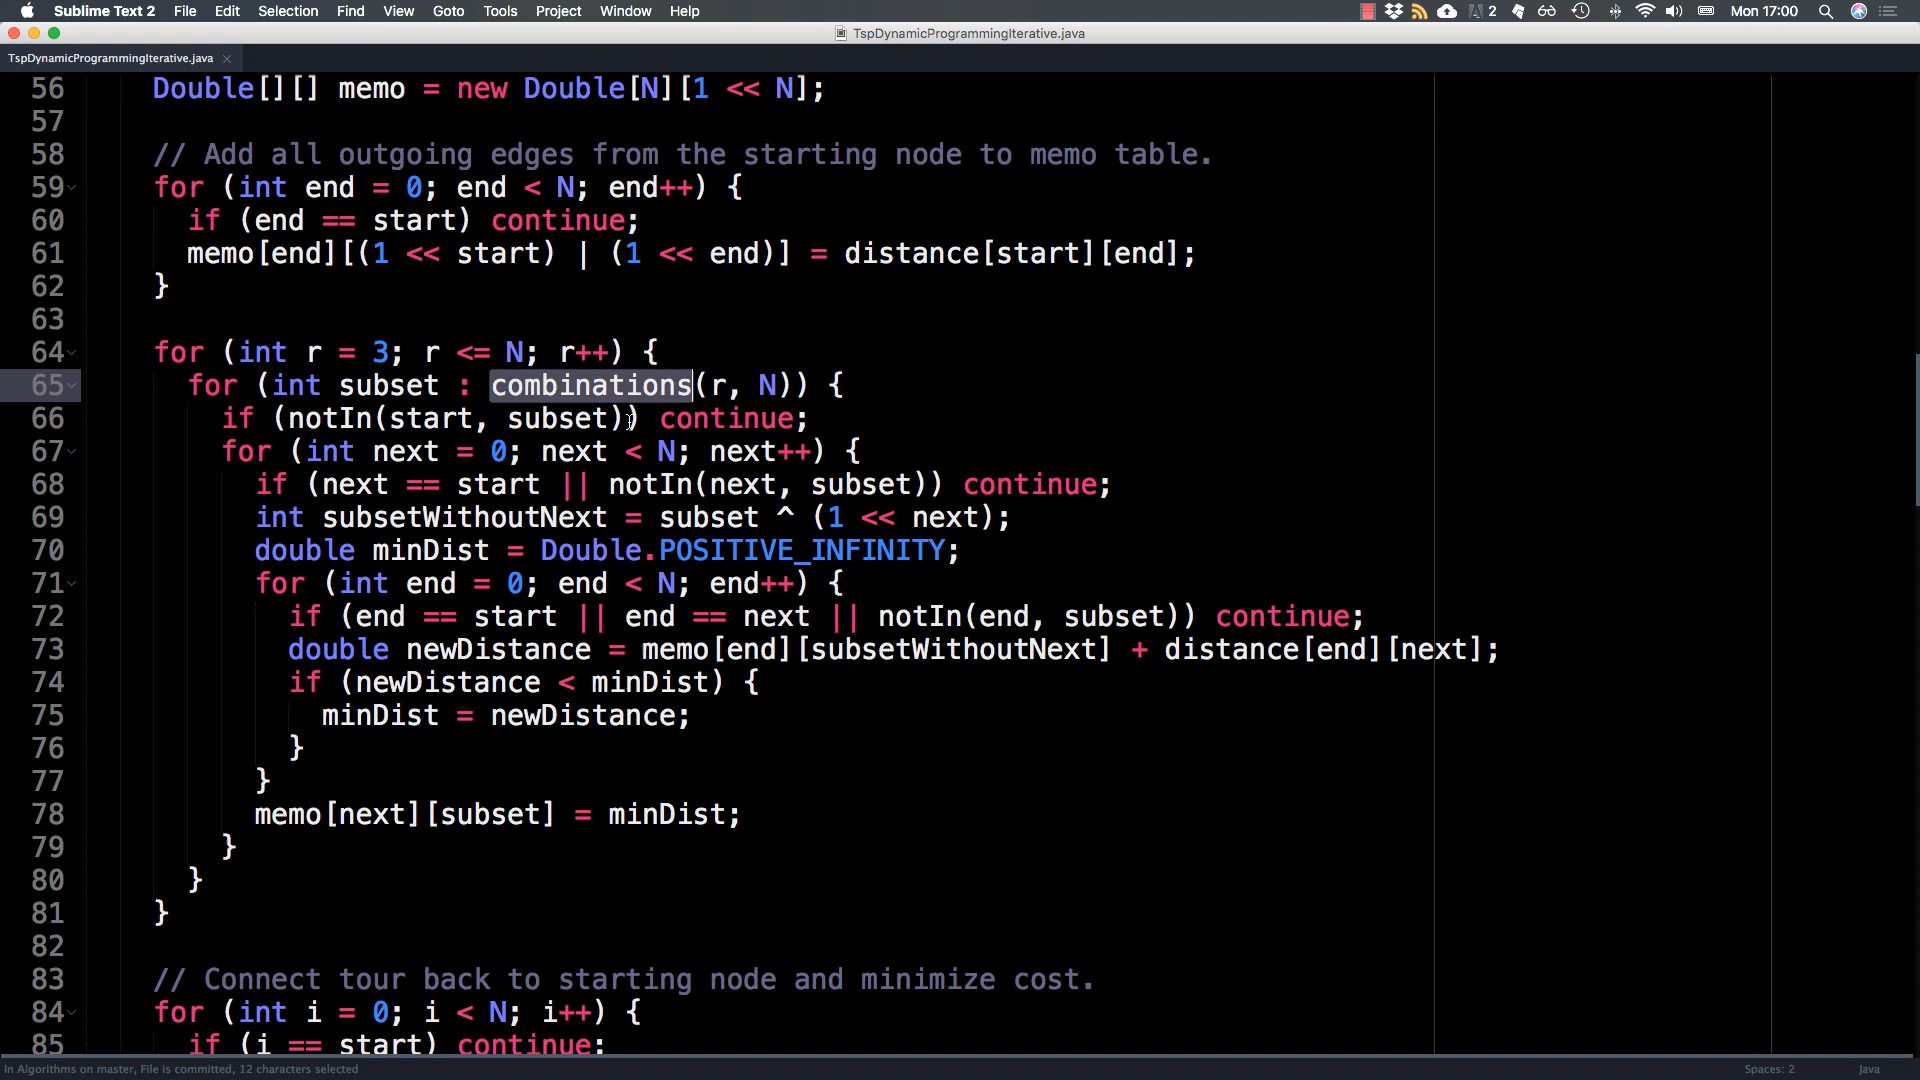 Sublime Text 2 File Edit Selection Find View Goto Tools Project Window Help 2 Mon 17:00
TspDynamicProgrammingIterative.java
TspDynamicProgrammingIterative.java
56 Double[][] memo = new Double[N][1 << N];
57
58 // Add all outgoing edges from the starting node to memo table.
59 for (int end = 0; end < N; end++) {
60 if (end == start) continue;
61 memo[end][(1 << start) | (1 << end)] = distance[start][end];
62 }
63
64 for (int r = 3; r <= N; r++) {
65 for (int subset : combinations(r, N)) {
66 if (notIn(start, subset)) continue;
67 for (int next = 0; next < N; next++) {
68 if (next == start || notIn(next, subset)) continue;
69 int subsetWithoutNext = subset ^ (1 << next);
70 double minDist = Double.POSITIVE_INFINITY;
71 for (int end = 0; end < N; end++) {
72 if (end == start || end == next || notIn(end, subset)) continue;
73 double newDistance = memo[end][subsetWithoutNext] + distance[end][next];
74 if (newDistance < minDist) {
75 minDist = newDistance;
76 }
77 }
78 memo[next][subset] = minDist;
79 }
80 }
81 }
82
83 // Connect tour back to starting node and minimize cost.
84 for (int i = 0; i < N; i++) {
85 if (i == start) continue;
In Algorithms on master, File is committed, 12 characters selected Spaces: 2 Java